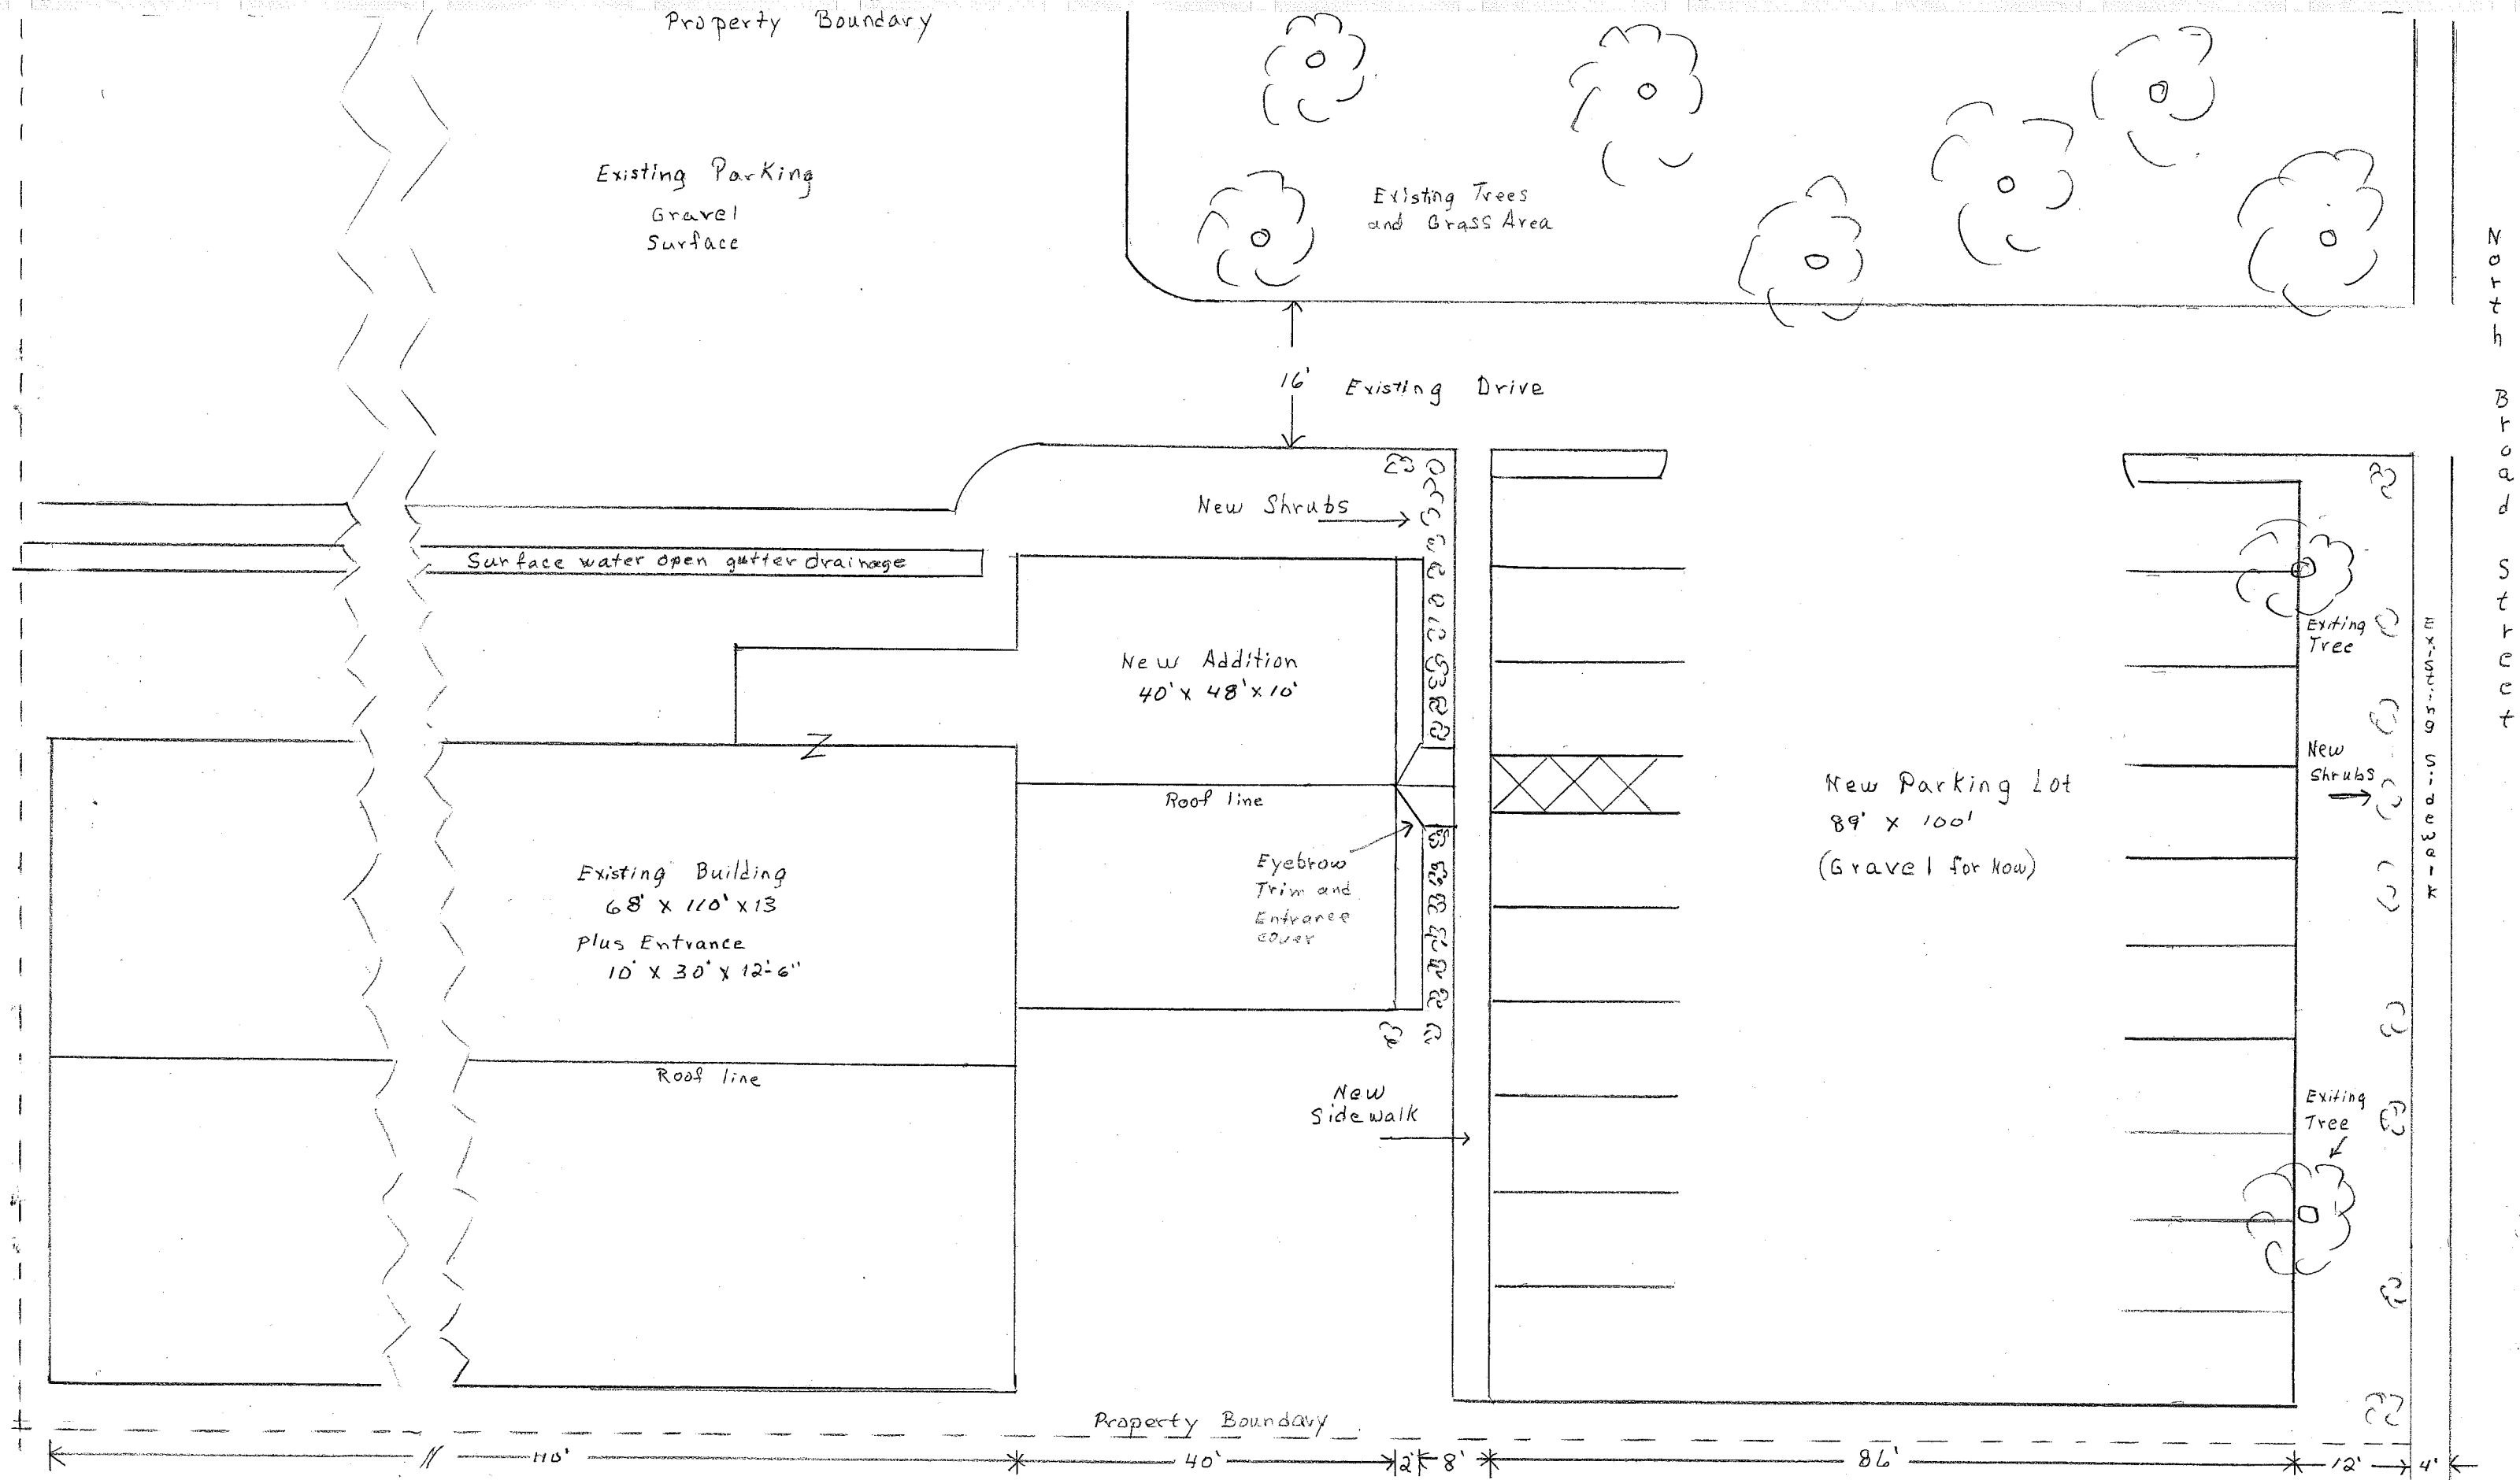 Property Boundary
Existing Parking
Gravel
Surface
Existing Trees
and Grass Area
North Broad Street
16'
Existing Drive
New Shrubs
Surface water open gutter drainage
New Addition
40' x 48' x 10'
Roof line
Eyebrow
Trim and
Entrance
cover
Existing Building
68' x 110' x 13
Plus Entrance
10' x 30' x 12'-6"
Roof line
New
Sidewalk
New Parking Lot
89' x 100'
(Gravel for Now)
Exiting
Tree
New
Shrubs
Existing Sidewalk
Exiting
Tree
Property Boundary
110'
40'
2'
8'
86'
12'
4'